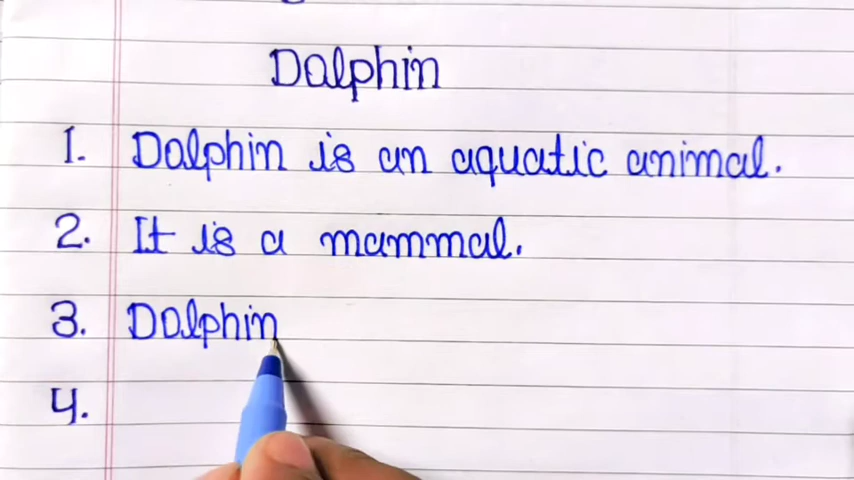 Dolphin
1. Dolphin is an aquatic animal.
2. It is a mammal.
3. Dolphin
4.